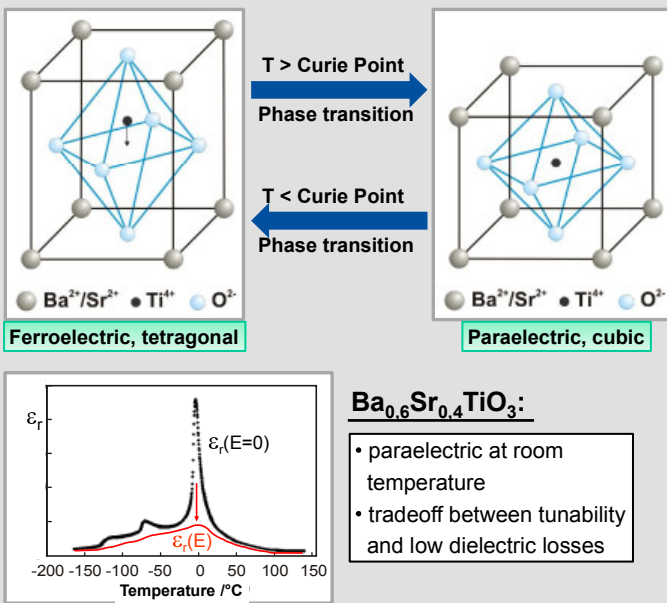 T > Curie Point
Phase transition
T < Curie Point
Phase transition
Ba²⁺/Sr²⁺ Ti⁴⁺ O²⁻
Ba²⁺/Sr²⁺ Ti⁴⁺ O²⁻
Ferroelectric, tetragonal
Paraelectric, cubic
εᵣ
εᵣ(E=0)
εᵣ(E)
-200 -150 -100 -50 0 50 100 150
Temperature /°C
Ba₀,₆Sr₀,₄TiO₃:
• paraelectric at room
temperature
• tradeoff between tunability
and low dielectric losses